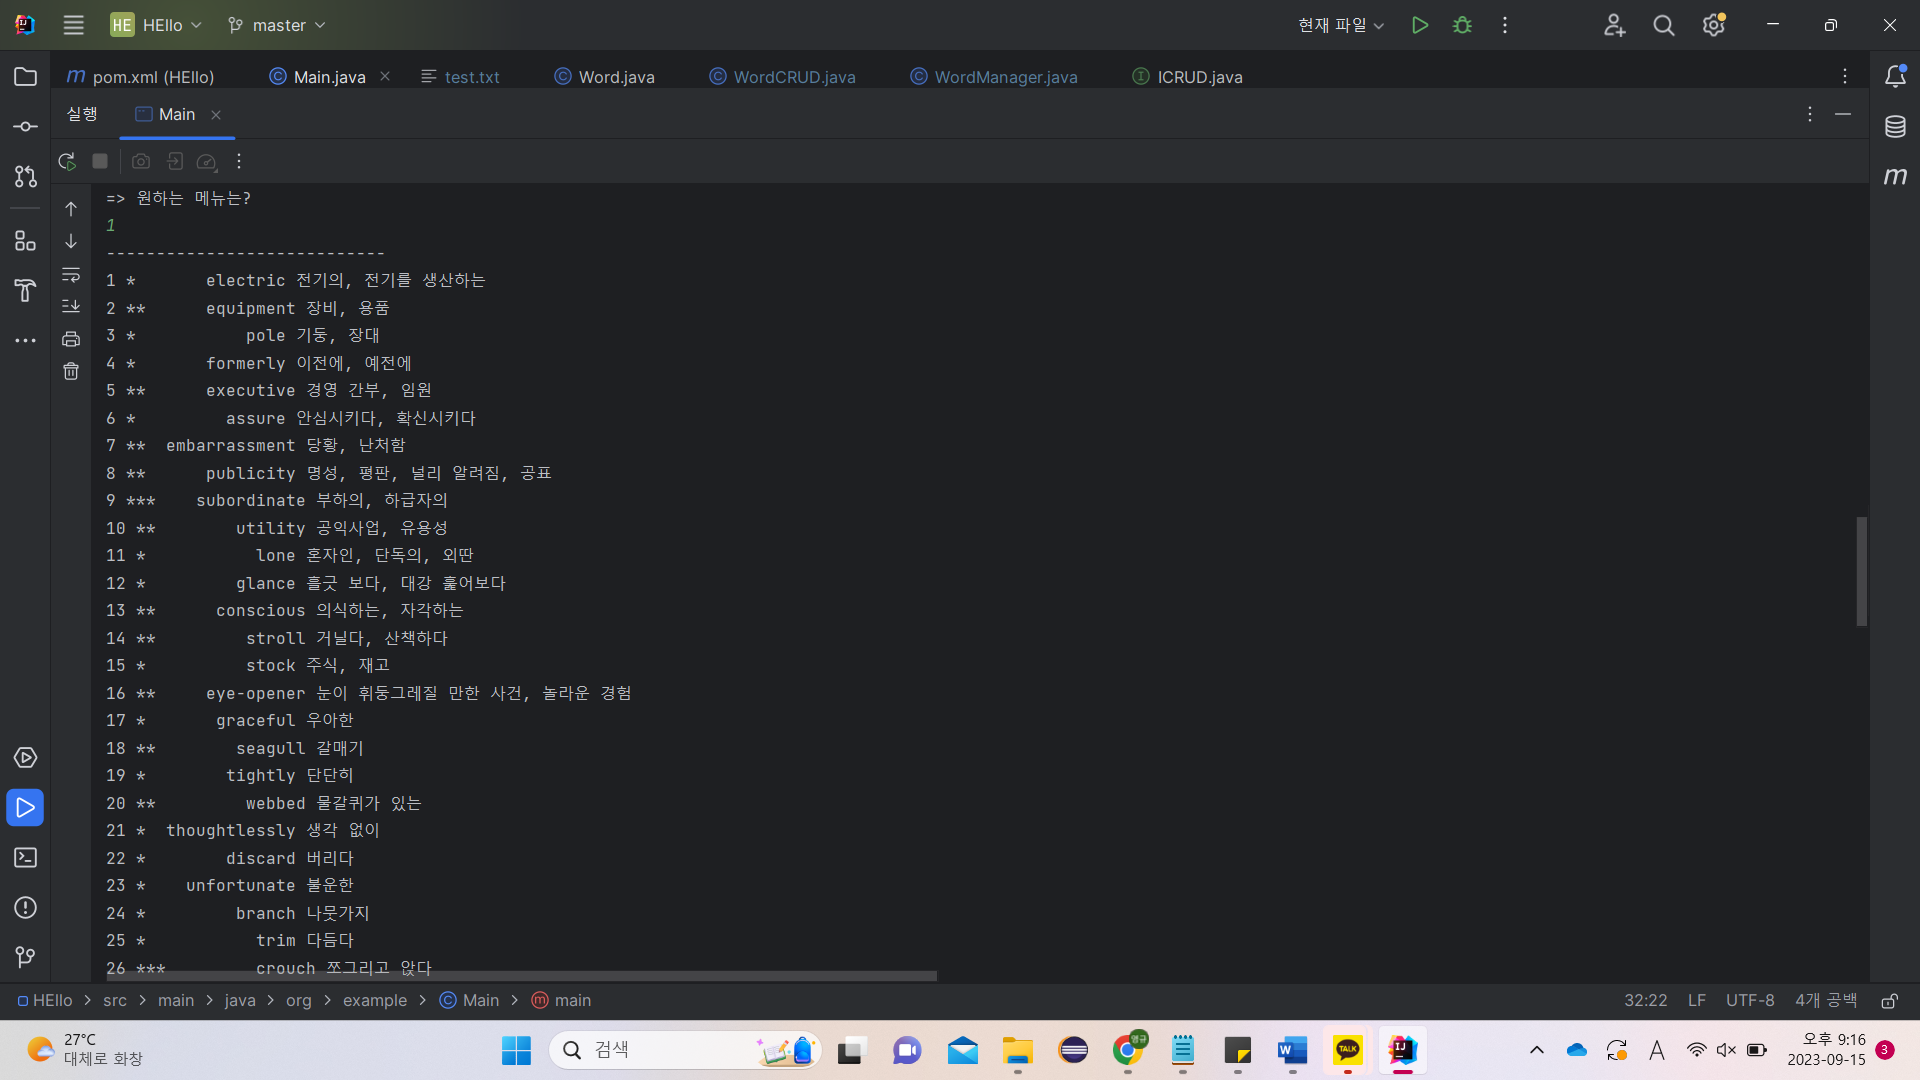 HE HEllo master 현재 파일
pom.xml (HEllo) Main.java test.txt Word.java WordCRUD.java WordManager.java ICRUD.java
실행 Main
=> 원하는 메뉴는?
1
----------------------------
1 * electric 전기의, 전기를 생산하는
2 ** equipment 장비, 용품
3 * pole 기둥, 장대
4 * formerly 이전에, 예전에
5 ** executive 경영 간부, 임원
6 * assure 안심시키다, 확신시키다
7 ** embarrassment 당황, 난처함
8 ** publicity 명성, 평판, 널리 알려짐, 공표
9 *** subordinate 부하의, 하급자의
10 ** utility 공익사업, 유용성
11 * lone 혼자인, 단독의, 외딴
12 * glance 흘긋 보다, 대강 훑어보다
13 ** conscious 의식하는, 자각하는
14 ** stroll 거닐다, 산책하다
15 * stock 주식, 재고
16 ** eye-opener 눈이 휘둥그레질 만한 사건, 놀라운 경험
17 * graceful 우아한
18 ** seagull 갈매기
19 * tightly 단단히
20 ** webbed 물갈퀴가 있는
21 * thoughtlessly 생각 없이
22 * discard 버리다
23 * unfortunate 불운한
24 * branch 나뭇가지
25 * trim 다듬다
26 *** crouch 쪼그리고 앉다
HEllo > src > main > java > org > example > Main > main 32:22 LF UTF-8 4개 공백
27°C
대체로 화창
검색
TALK
A
오후 9:16
2023-09-15
3